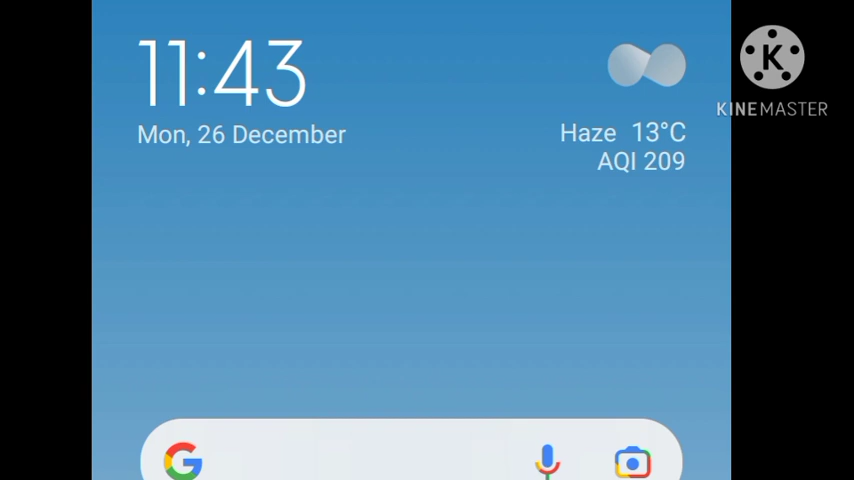 11:43
Mon, 26 December
Haze 13°C
AQI 209
KINEMASTER